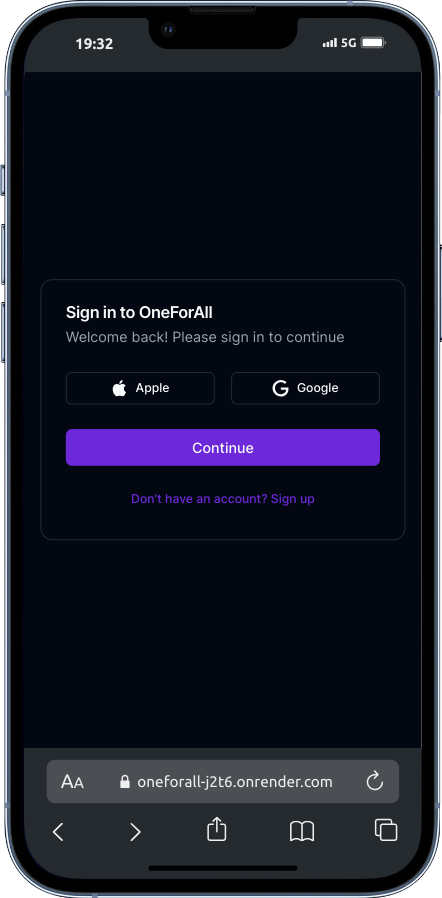 19:32 5G
Sign in to OneForAll
Welcome back! Please sign in to continue
Apple Google
Continue
Don't have an account? Sign up
AA oneforall-j2t6.onrender.com